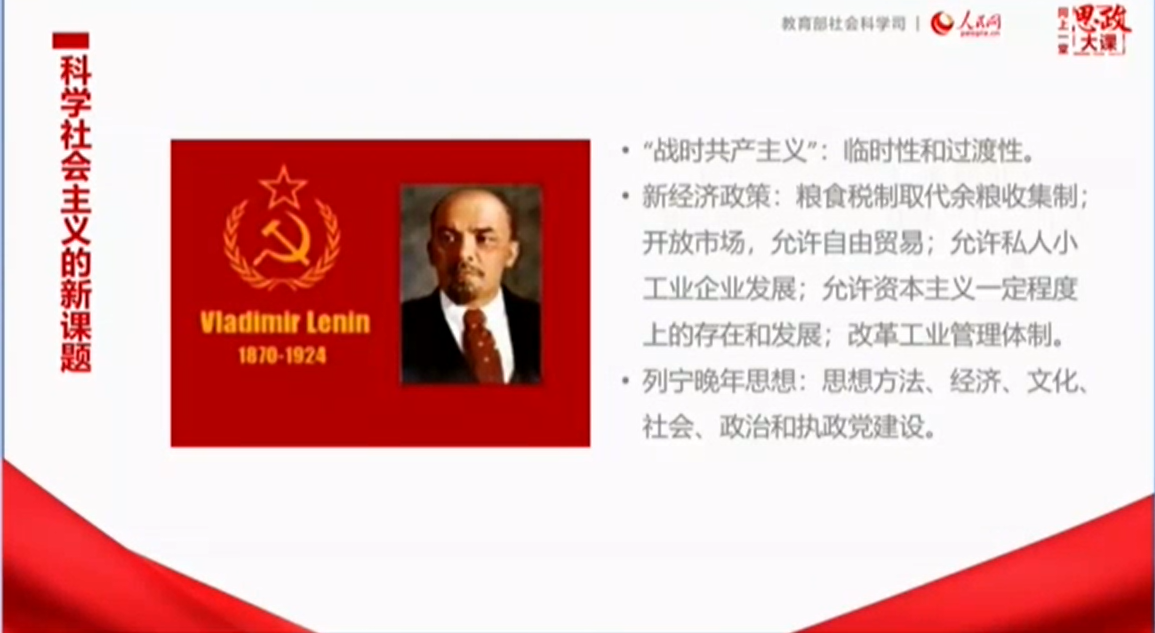 教育部社会科学司 |
人民网
people.cn
网上一堂
思政
大课
科学社会主义的新课题
Vladimir Lenin
1870-1924
• “战时共产主义”：临时性和过渡性。
• 新经济政策：粮食税制取代余粮收集制；
开放市场，允许自由贸易；允许私人小
工业企业发展；允许资本主义一定程度
上的存在和发展；改革工业管理体制。
• 列宁晚年思想：思想方法、经济、文化、
社会、政治和执政党建设。